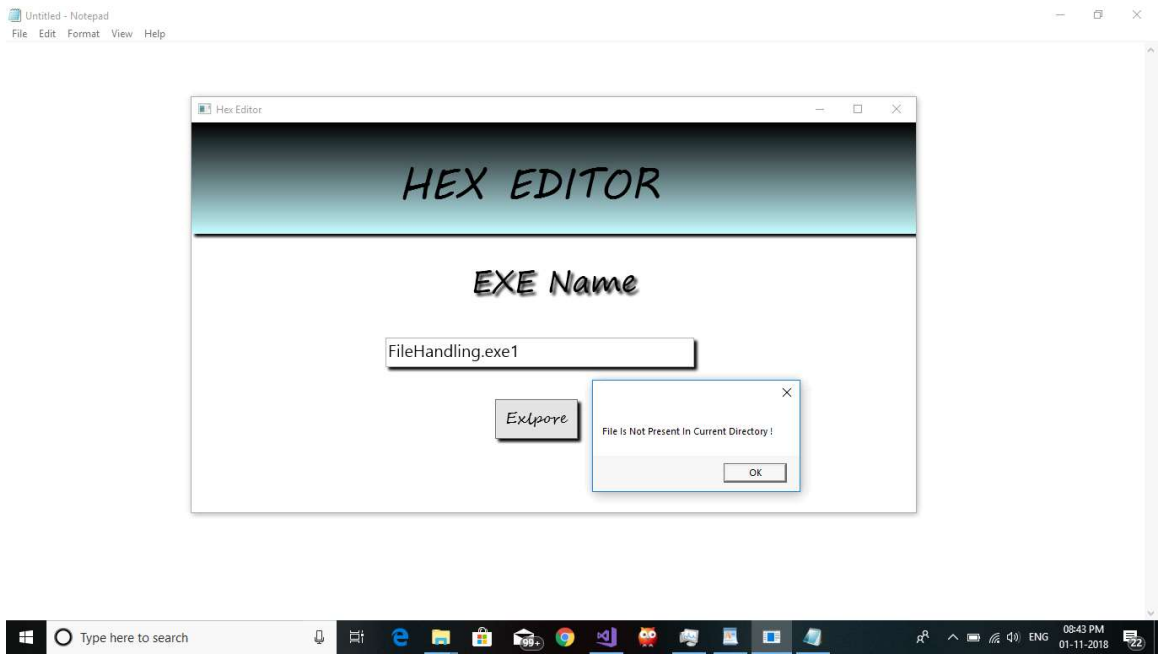 Untitled - Notepad
File Edit Format View Help
Hex Editor
HEX EDITOR
EXE Name
FileHandling.exe1
Exlpore
File Is Not Present In Current Directory !
OK
Type here to search
99+
ENG
08:43 PM
01-11-2018
22